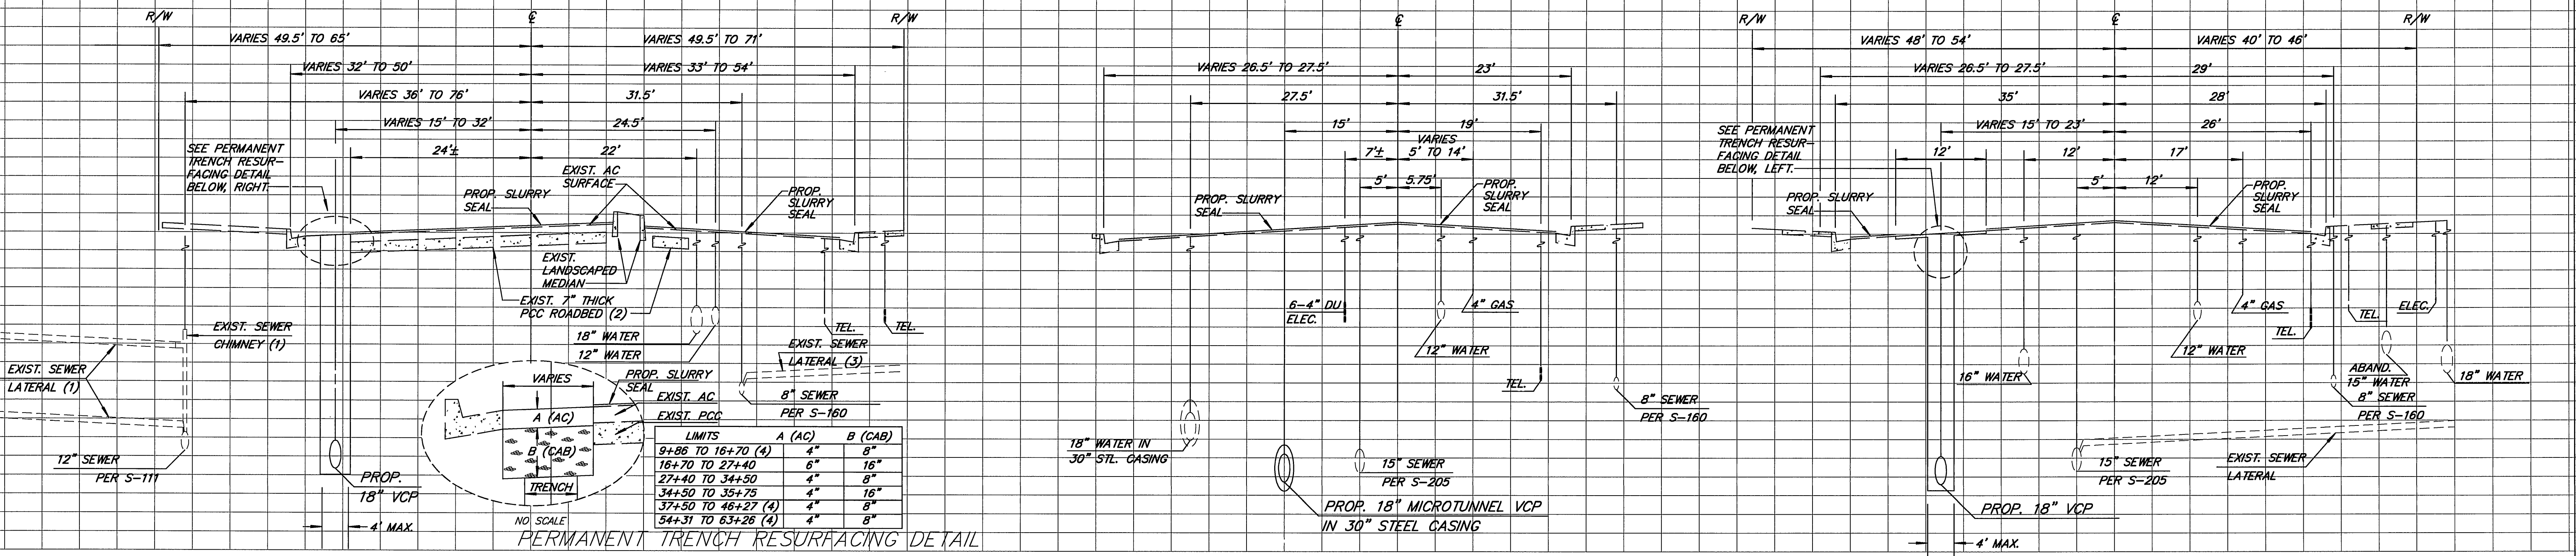 R/W
℄
R/W
VARIES 49.5' TO 65'
VARIES 49.5' TO 71'
VARIES 32' TO 50'
VARIES 33' TO 54'
VARIES 36' TO 76'
31.5'
VARIES 15' TO 32'
24.5'
24'±
22'
SEE PERMANENT
TRENCH RESUR-
FACING DETAIL
BELOW, RIGHT.
PROP. SLURRY
SEAL
EXIST. AC
SURFACE
PROP.
SLURRY
SEAL
EXIST.
LANDSCAPED
MEDIAN
EXIST. 7" THICK
PCC ROADBED (2)
EXIST. SEWER
CHIMNEY (1)
EXIST. SEWER
LATERAL (1)
12" SEWER
PER S-111
PROP.
18" VCP
4' MAX.
18" WATER
12" WATER
TEL.
TEL.
EXIST. SEWER
LATERAL (3)
8" SEWER
PER S-160
VARIES
PROP. SLURRY
SEAL
EXIST. AC
EXIST. PCC
A (AC)
B (CAB)
TRENCH
NO SCALE
LIMITS A (AC) B (CAB)
9+86 TO 16+70 (4) 4" 8"
16+70 TO 27+40 6" 16"
27+40 TO 34+50 4" 8"
34+50 TO 35+75 4" 16"
37+50 TO 46+27 (4) 4" 8"
54+31 TO 63+26 (4) 4" 8"
PERMANENT TRENCH RESURFACING DETAIL
℄
VARIES 26.5' TO 27.5'
23'
27.5'
31.5'
15'
19'
7'±
VARIES
5' TO 14'
5'
5.75'
PROP. SLURRY
SEAL
PROP.
SLURRY
SEAL
6-4" DU
ELEC.
4" GAS
12" WATER
TEL.
8" SEWER
PER S-160
18" WATER IN
30" STL. CASING
15" SEWER
PER S-205
PROP. 18" MICROTUNNEL VCP
IN 30" STEEL CASING
R/W
℄
R/W
VARIES 48' TO 54'
VARIES 40' TO 46'
VARIES 26.5' TO 27.5'
29'
35'
28'
VARIES 15' TO 23'
26'
12'
12'
17'
5'
12'
SEE PERMANENT
TRENCH RESUR-
FACING DETAIL
BELOW, LEFT.
PROP. SLURRY
SEAL
PROP.
SLURRY
SEAL
4" GAS
TEL.
TEL.
ELEC.
12" WATER
16" WATER
ABAND.
15" WATER
18" WATER
8" SEWER
PER S-160
15" SEWER
PER S-205
EXIST. SEWER
LATERAL
PROP. 18" VCP
4' MAX.